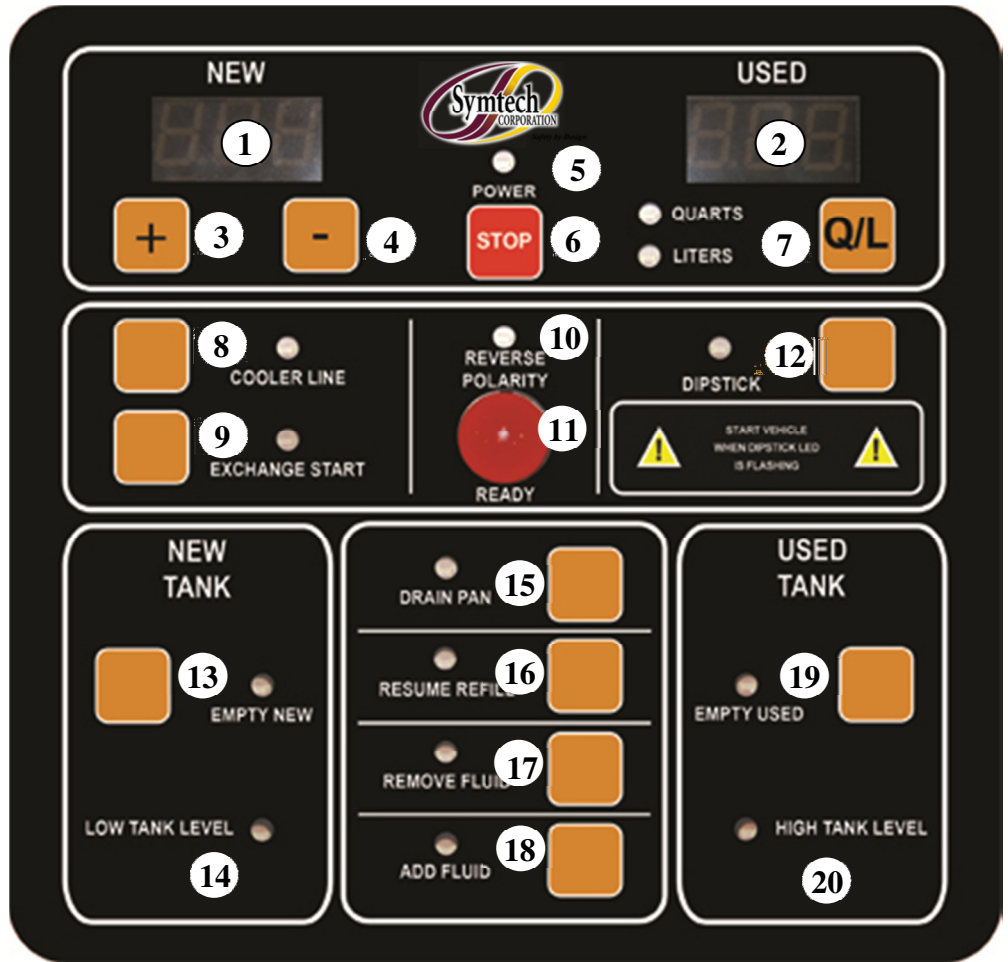 NEW
Symtech
CORPORATION
USED
1
2
5
POWER
+
3
-
4
STOP
6
QUARTS
LITERS
7
Q/L
8
COOLER LINE
9
EXCHANGE START
10
REVERSE
POLARITY
11
READY
12
DIPSTICK
START VEHICLE
WHEN DIPSTICK LED
IS FLASHING
!
!
NEW
TANK
13
EMPTY NEW
LOW TANK LEVEL
14
DRAIN PAN
15
RESUME REFILL
16
REMOVE FLUID
17
ADD FLUID
18
USED
TANK
19
EMPTY USED
HIGH TANK LEVEL
20